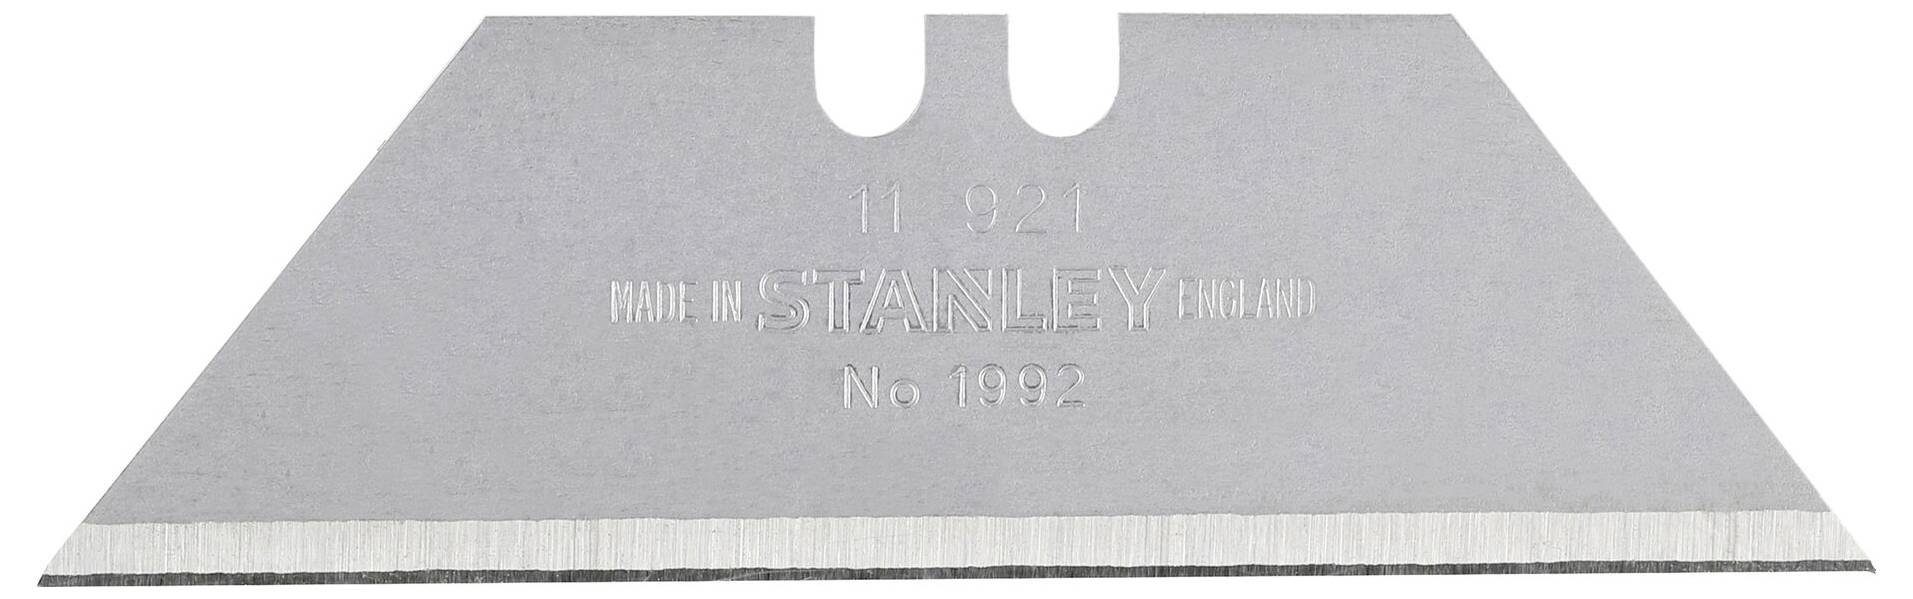 11 921
MADE IN STANLEY ENGLAND
No 1992